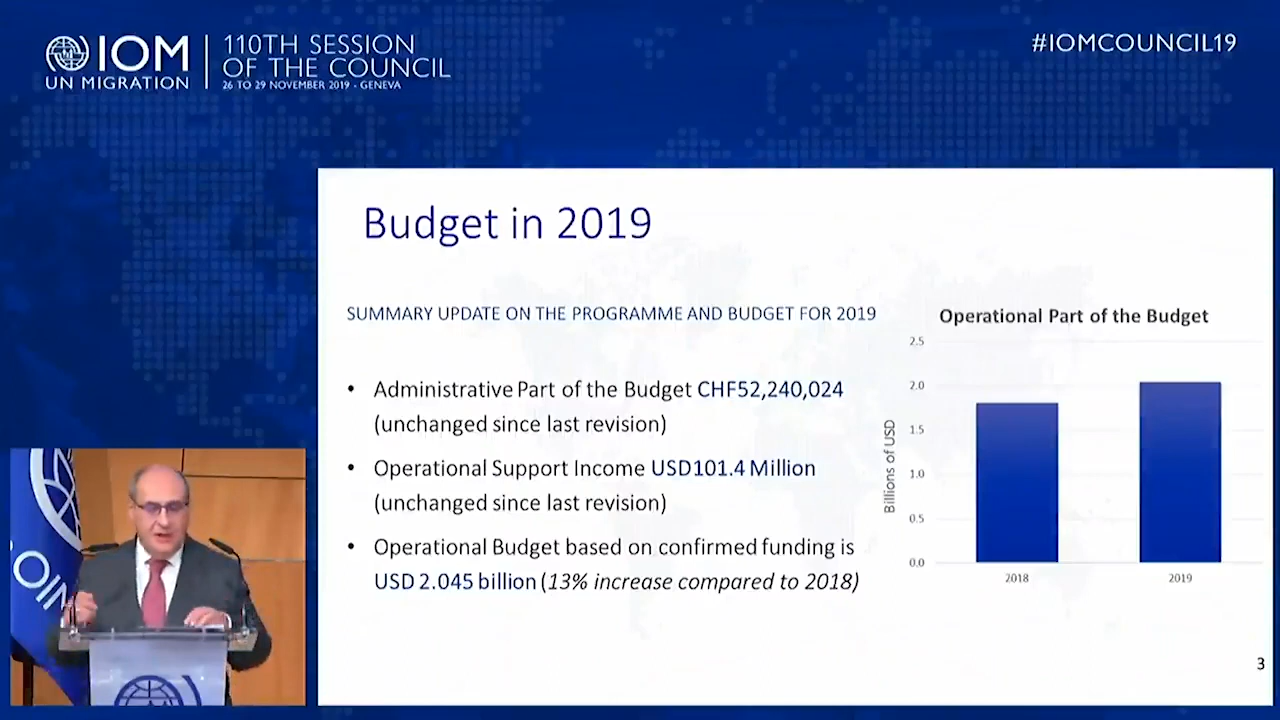 IOM
UN MIGRATION
110TH SESSION
OF THE COUNCIL
26 TO 29 NOVEMBER 2019 - GENEVA
#IOMCOUNCIL19
Budget in 2019
SUMMARY UPDATE ON THE PROGRAMME AND BUDGET FOR 2019
• Administrative Part of the Budget CHF52,240,024
(unchanged since last revision)
• Operational Support Income USD101.4 Million
(unchanged since last revision)
• Operational Budget based on confirmed funding is
USD 2.045 billion (13% increase compared to 2018)
Operational Part of the Budget
Billions of USD
2.5
2.0
1.5
1.0
0.5
0.0
2018
2019
3
OIM